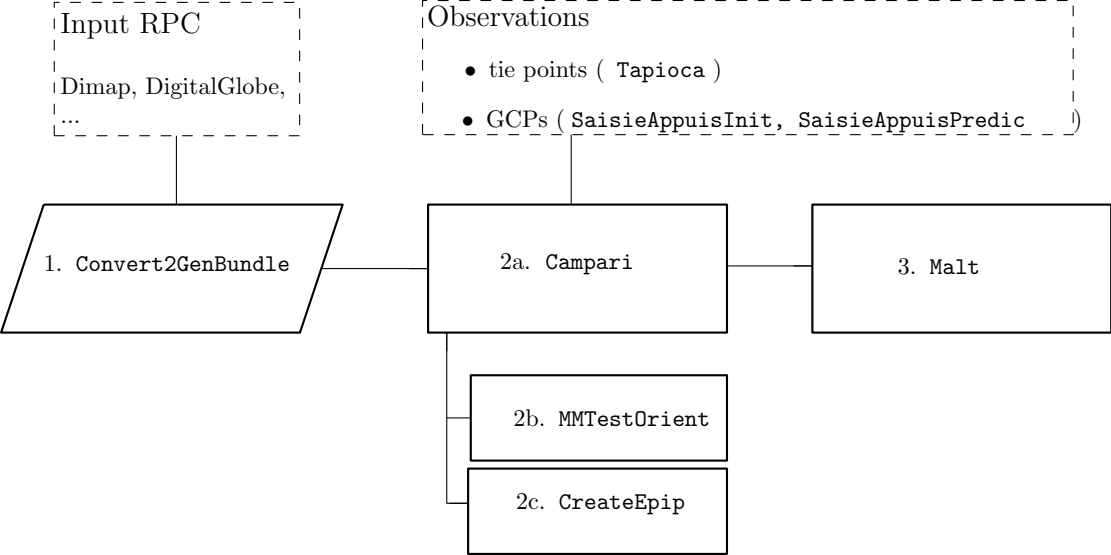 Input RPC
Dimap, DigitalGlobe,
...
Observations
• tie points ( Tapioca )
• GCPs ( SaisieAppuisInit, SaisieAppuisPredic )
1. Convert2GenBundle
2a. Campari
3. Malt
2b. MMTestOrient
2c. CreateEpip